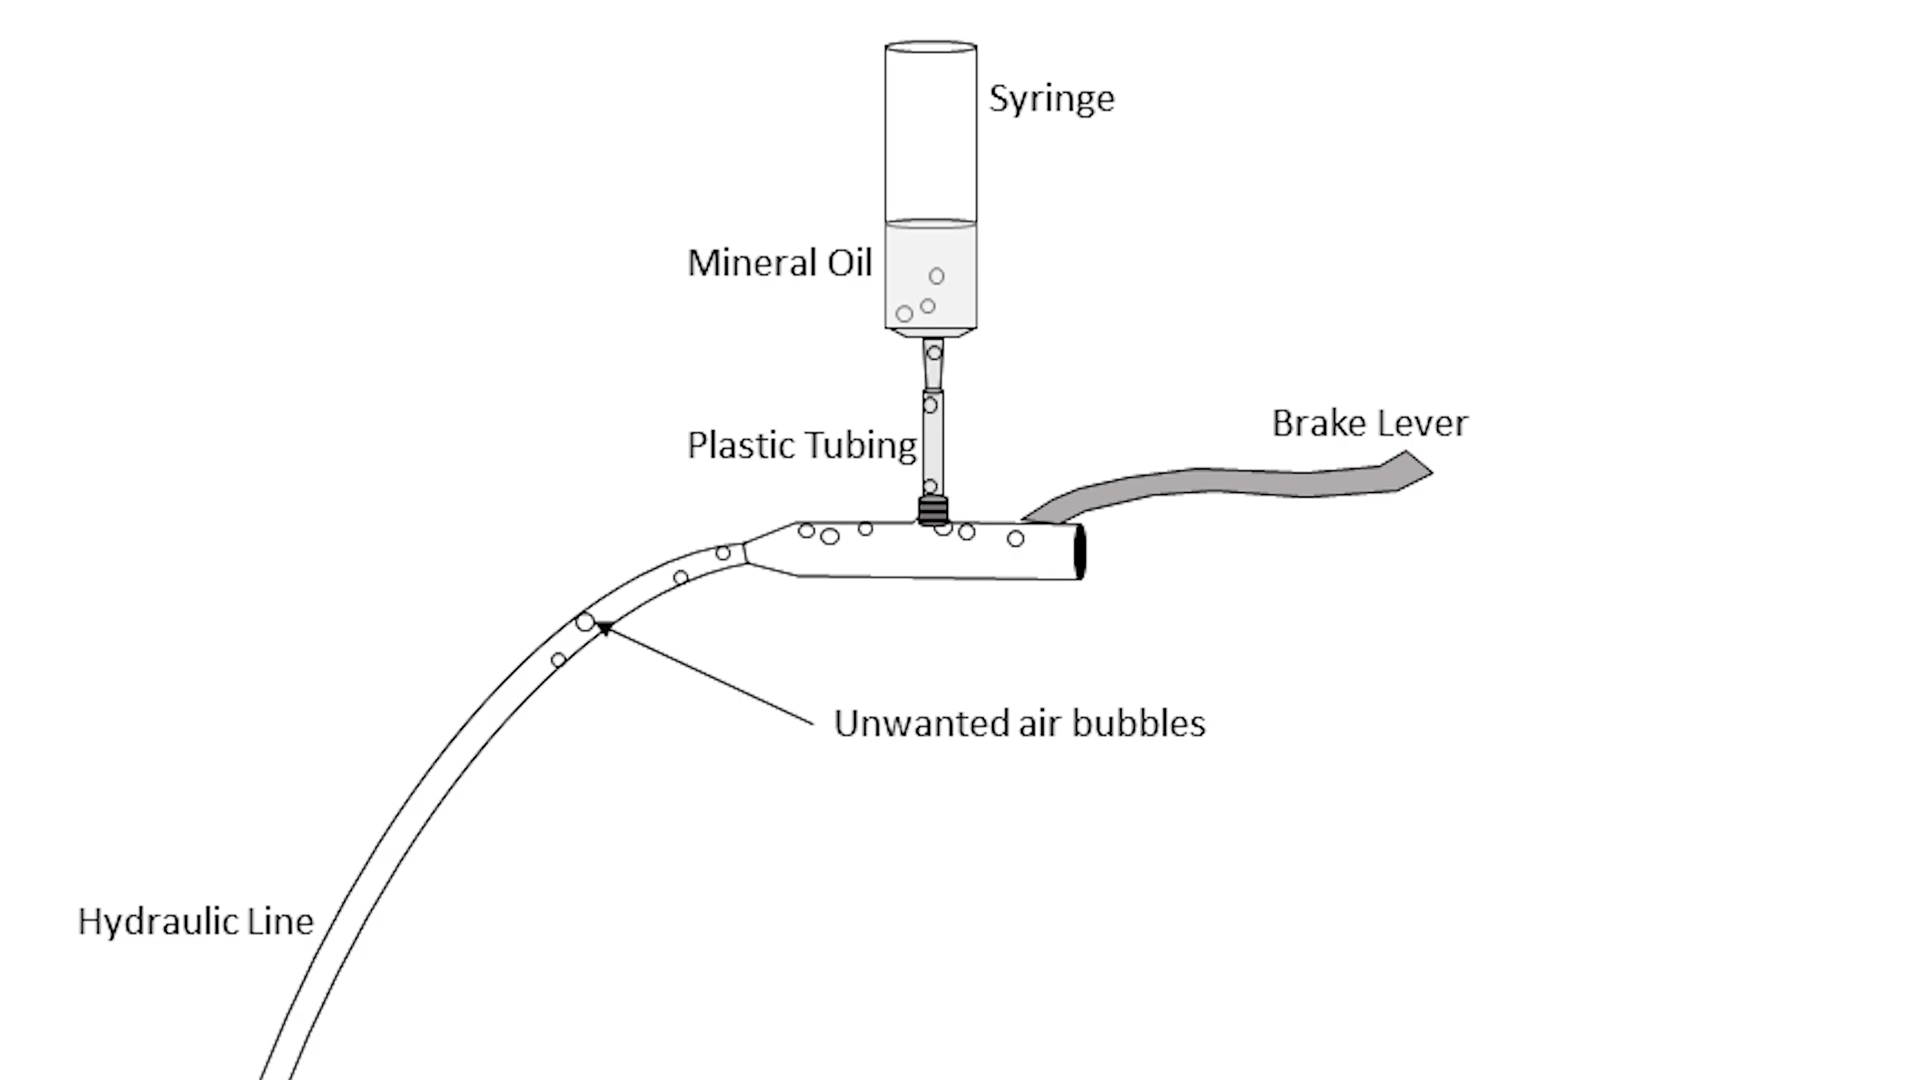 Syringe
Mineral Oil
Brake Lever
Plastic Tubing
Unwanted air bubbles
Hydraulic Line